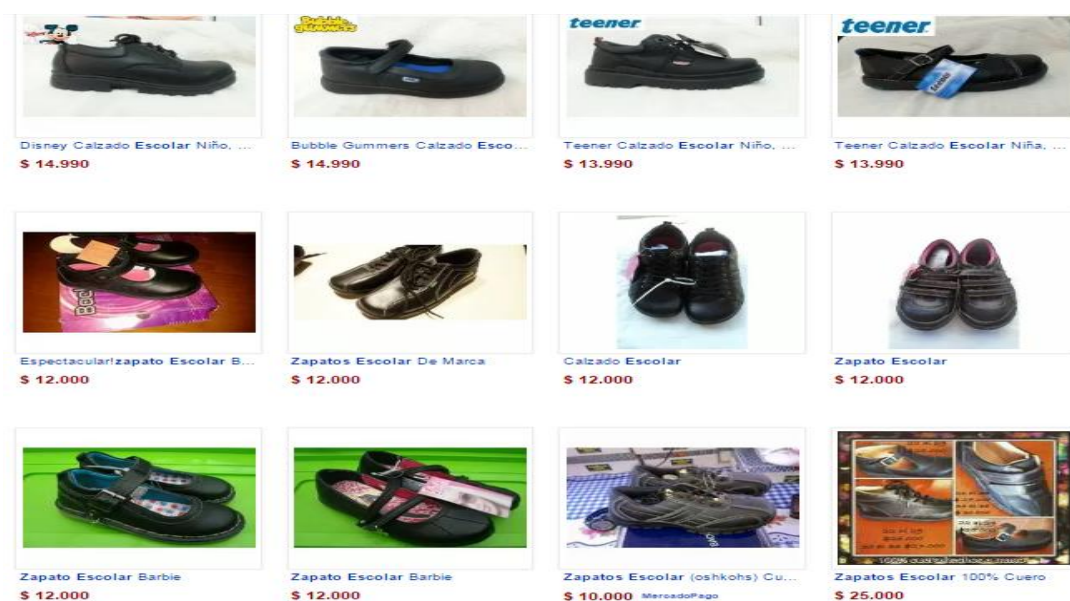 Bubble gummers
teener
teener
Disney Calzado Escolar Niño, ...
Bubble Gummers Calzado Esco...
Teener Calzado Escolar Niño, ...
Teener Calzado Escolar Niña, ...
$ 14.990
$ 14.990
$ 13.990
$ 13.990
Espectacular!zapato Escolar B...
Zapatos Escolar De Marca
Calzado Escolar
Zapato Escolar
$ 12.000
$ 12.000
$ 12.000
$ 12.000
Zapato Escolar Barbie
Zapato Escolar Barbie
Zapatos Escolar (oshkohs) Cu...
Zapatos Escolar 100% Cuero
$ 12.000
$ 12.000
$ 10.000 MercadoPago
$ 25.000